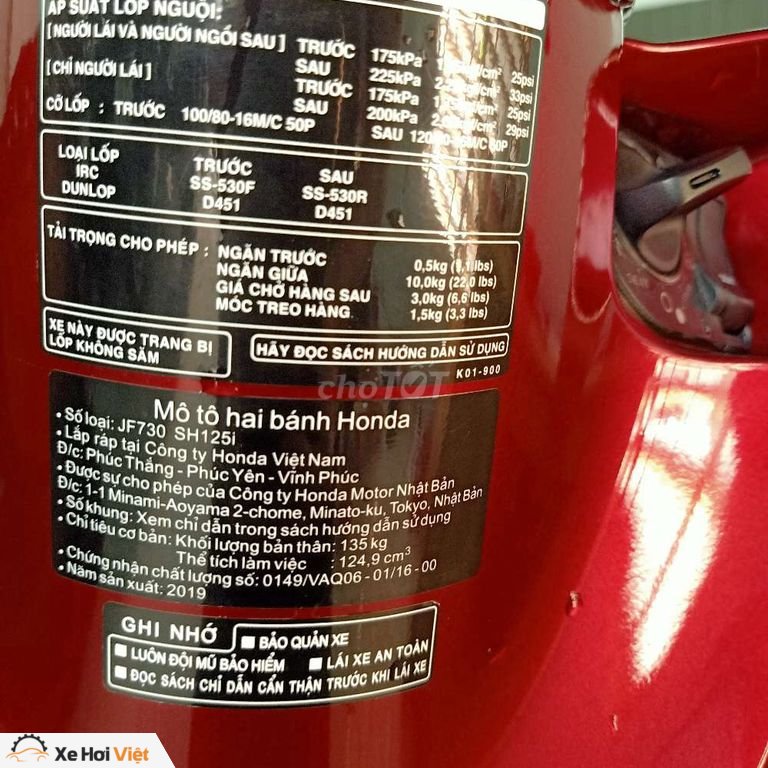 ÁP SUẤT LỐP NGUỘI:
[NGƯỜI LÁI VÀ NGƯỜI NGỒI SAU] TRƯỚC 175kPa 25psi
SAU 225kPa 33psi
[CHỈ NGƯỜI LÁI] TRƯỚC 175kPa 25psi
SAU 200kPa 29psi
CỠ LỐP : TRƯỚC 100/80-16M/C 50P SAU 120/80-16M/C 60P
LOẠI LỐP TRƯỚC SAU
IRC SS-530F SS-530R
DUNLOP D451 D451
TẢI TRỌNG CHO PHÉP : NGĂN TRƯỚC 0,5kg (1,1 lbs)
NGĂN GIỮA 10,0kg (22,0 lbs)
GIÁ CHỞ HÀNG SAU 3,0kg (6,6 lbs)
MÓC TREO HÀNG 1,5kg (3,3 lbs)
XE NÀY ĐƯỢC TRANG BỊ
LỐP KHÔNG SĂM
HÃY ĐỌC SÁCH HƯỚNG DẪN SỬ DỤNG
K01-900
chợTỐT
Mô tô hai bánh Honda
• Số loại: JF730 SH125i
• Lắp ráp tại Công ty Honda Việt Nam
Đ/c: Phúc Thắng - Phúc Yên - Vĩnh Phúc
• Được sự cho phép của Công ty Honda Motor Nhật Bản
Đ/c: 1-1 Minami-Aoyama 2-chome, Minato-ku, Tokyo, Nhật Bản
• Số khung: Xem chỉ dẫn trong sách hướng dẫn sử dụng
• Chỉ tiêu cơ bản: Khối lượng bản thân: 135 kg
Thể tích làm việc : 124,9 cm³
• Chứng nhận chất lượng số: 0149/VAQ06 - 01/16 - 00
• Năm sản xuất: 2019
GHI NHỚ
■ BẢO QUẢN XE
■ LUÔN ĐỘI MŨ BẢO HIỂM ■ LÁI XE AN TOÀN
■ ĐỌC SÁCH CHỈ DẪN CẨN THẬN TRƯỚC KHI LÁI XE
Xe Hơi Việt